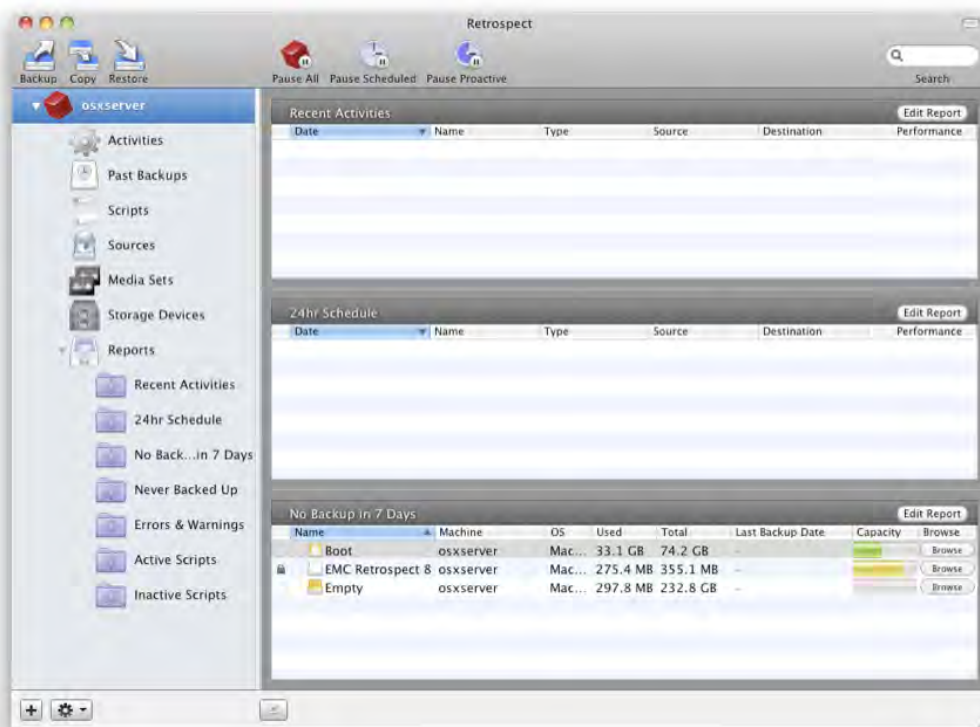 Retrospect
Backup Copy Restore Pause All Pause Scheduled Pause Proactive Search
osxserver
Activities
Past Backups
Scripts
Sources
Media Sets
Storage Devices
Reports
Recent Activities
24hr Schedule
No Back...in 7 Days
Never Backed Up
Errors & Warnings
Active Scripts
Inactive Scripts
Recent Activities Edit Report
Date Name Type Source Destination Performance
24hr Schedule Edit Report
Date Name Type Source Destination Performance
No Backup in 7 Days Edit Report
Name Machine OS Used Total Last Backup Date Capacity Browse
Boot osxserver Mac... 33.1 GB 74.2 GB - Browse
EMC Retrospect 8 osxserver Mac... 275.4 MB 355.1 MB - Browse
Empty osxserver Mac... 297.8 MB 232.8 GB - Browse